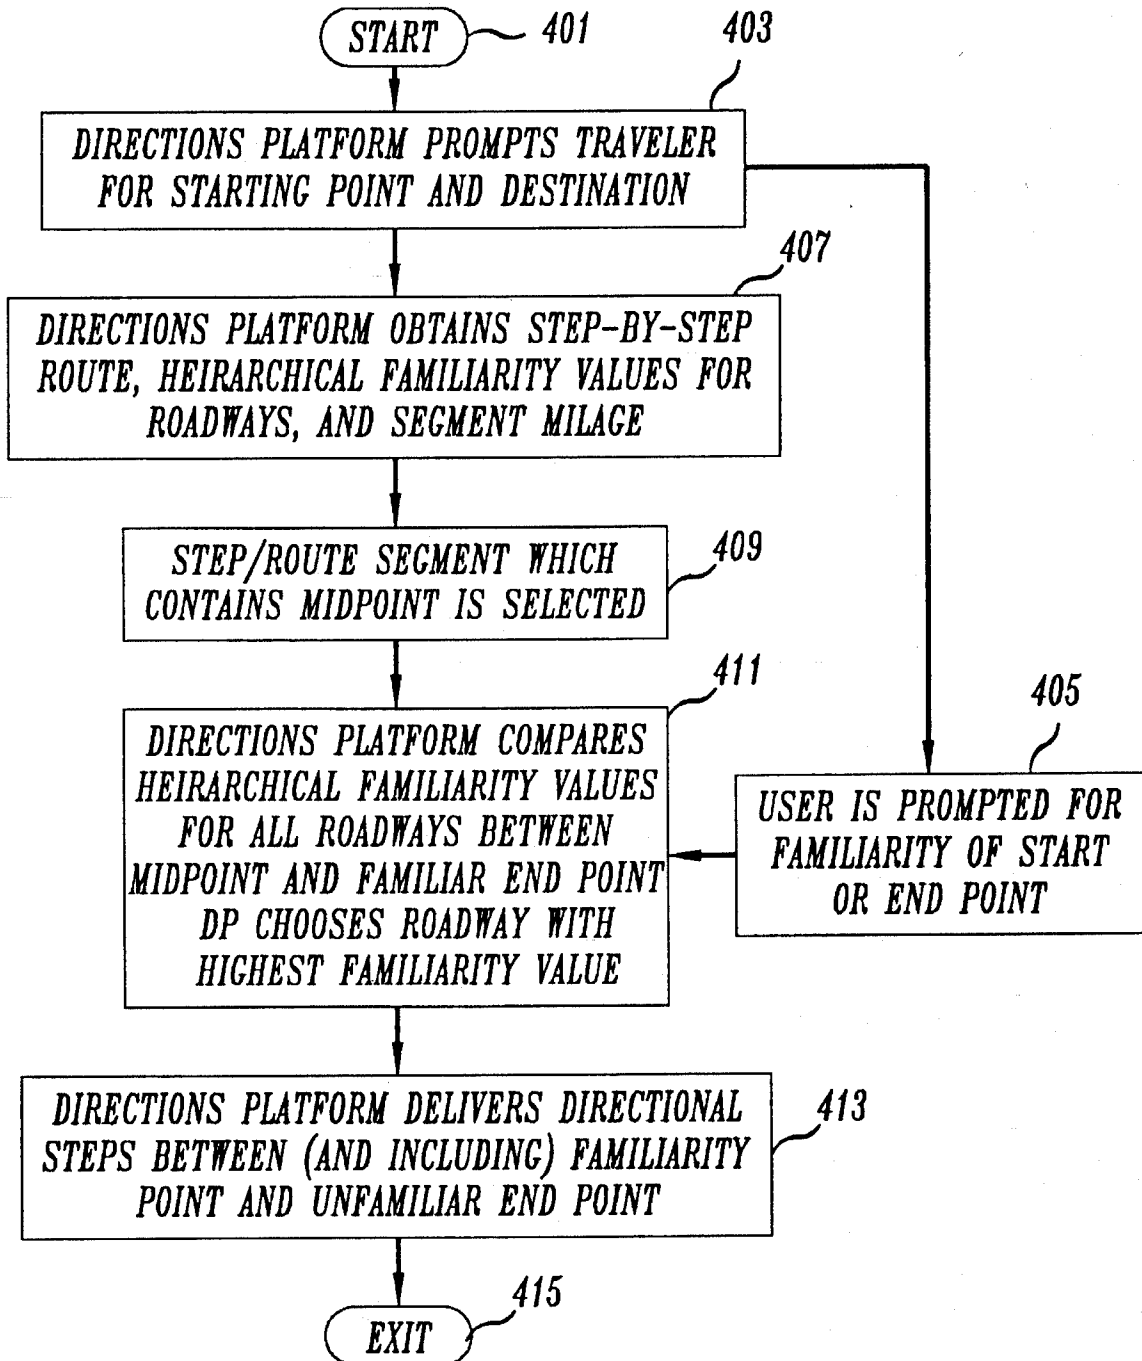 START
401
403
DIRECTIONS PLATFORM PROMPTS TRAVELER
FOR STARTING POINT AND DESTINATION
407
DIRECTIONS PLATFORM OBTAINS STEP-BY-STEP
ROUTE, HEIRARCHICAL FAMILIARITY VALUES FOR
ROADWAYS, AND SEGMENT MILAGE
STEP/ROUTE SEGMENT WHICH
CONTAINS MIDPOINT IS SELECTED
409
411
DIRECTIONS PLATFORM COMPARES
HEIRARCHICAL FAMILIARITY VALUES
FOR ALL ROADWAYS BETWEEN
MIDPOINT AND FAMILIAR END POINT
DP CHOOSES ROADWAY WITH
HIGHEST FAMILIARITY VALUE
405
USER IS PROMPTED FOR
FAMILIARITY OF START
OR END POINT
DIRECTIONS PLATFORM DELIVERS DIRECTIONAL
STEPS BETWEEN (AND INCLUDING) FAMILIARITY
POINT AND UNFAMILIAR END POINT
413
EXIT
415